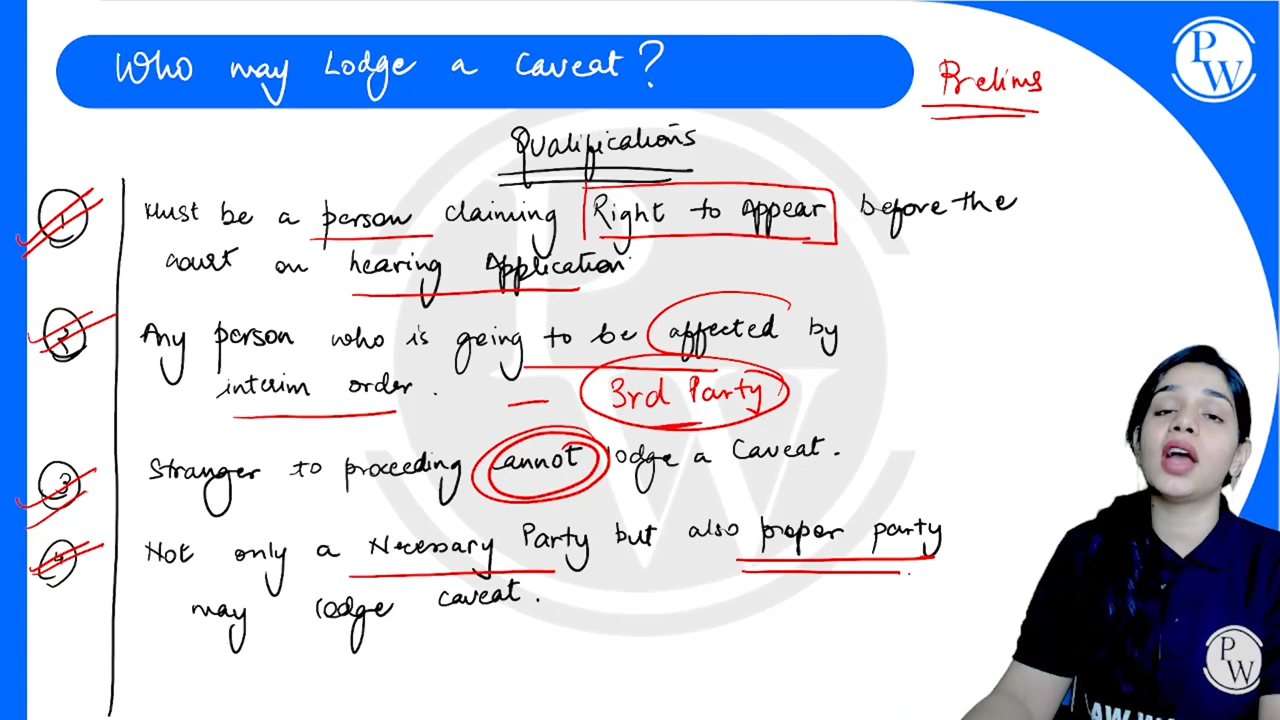 Who may Lodge a Caveat?
Prelims
PW
Qualifications
1 Must be a person claiming Right to Appear before the
court on hearing Application.
2 Any person who is going to be affected by
interim order. — 3rd Party
3 Stranger to proceeding cannot lodge a Caveat.
4 Not only a Necessary Party but also proper party
may lodge caveat.
PW
PW